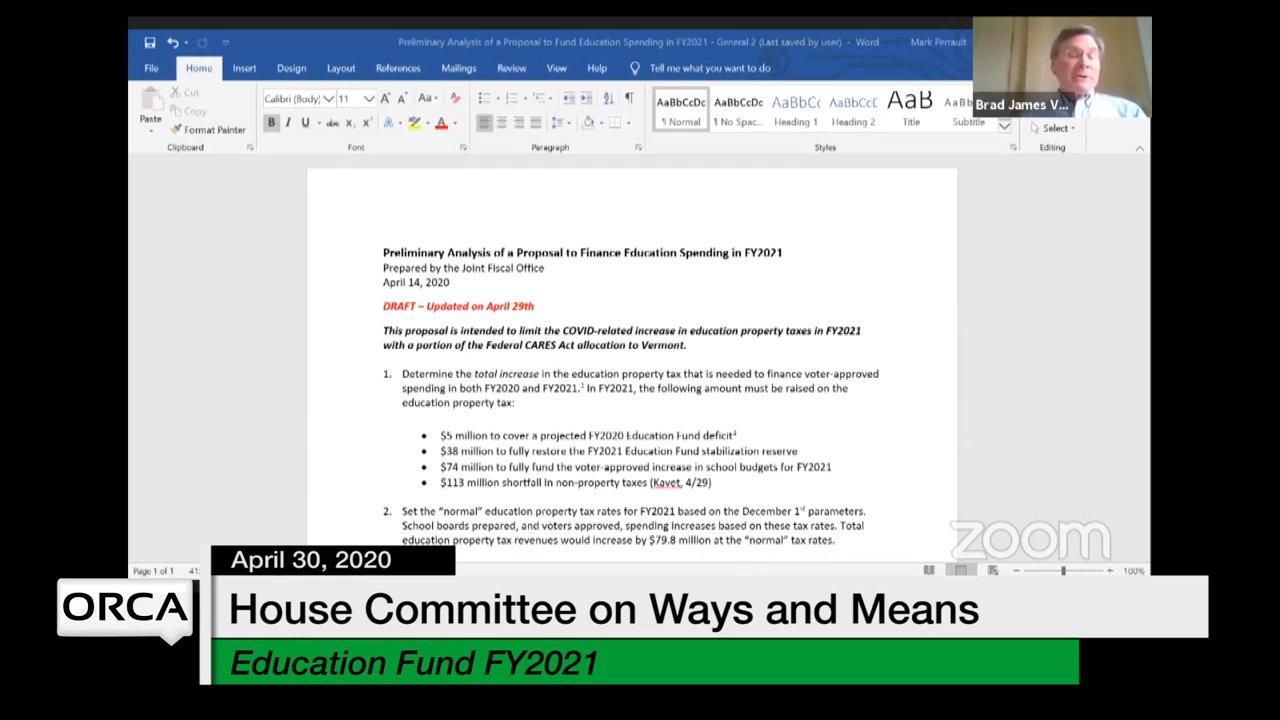 Preliminary Analysis of a Proposal to Fund Education Spending in FY2021 - General 2 (Last saved by user) - Word
Mark Perrault
File Home Insert Design Layout References Mailings Review View Help Tell me what you want to do
Cut
Copy
Paste
Format Painter
Clipboard
Calibri (Body) 11
Font
Paragraph
AaBbCcDc AaBbCcDc AaBbCc AaBbCcC AaB AaBb
¶ Normal ¶ No Spac... Heading 1 Heading 2 Title Subtitle
Styles
Select
Editing
Brad James V...
Preliminary Analysis of a Proposal to Finance Education Spending in FY2021
Prepared by the Joint Fiscal Office
April 14, 2020
DRAFT – Updated on April 29th
This proposal is intended to limit the COVID-related increase in education property taxes in FY2021
with a portion of the Federal CARES Act allocation to Vermont.
1. Determine the total increase in the education property tax that is needed to finance voter-approved
spending in both FY2020 and FY2021.1 In FY2021, the following amount must be raised on the
education property tax:
• $5 million to cover a projected FY2020 Education Fund deficit2
• $38 million to fully restore the FY2021 Education Fund stabilization reserve
• $74 million to fully fund the voter-approved increase in school budgets for FY2021
• $113 million shortfall in non-property taxes (Kavet, 4/29)
2. Set the “normal” education property tax rates for FY2021 based on the December 1st parameters.
School boards prepared, and voters approved, spending increases based on these tax rates. Total
education property tax revenues would increase by $79.8 million at the “normal” tax rates.
zoom
Page 1 of 1
100%
April 30, 2020
ORCA
House Committee on Ways and Means
Education Fund FY2021